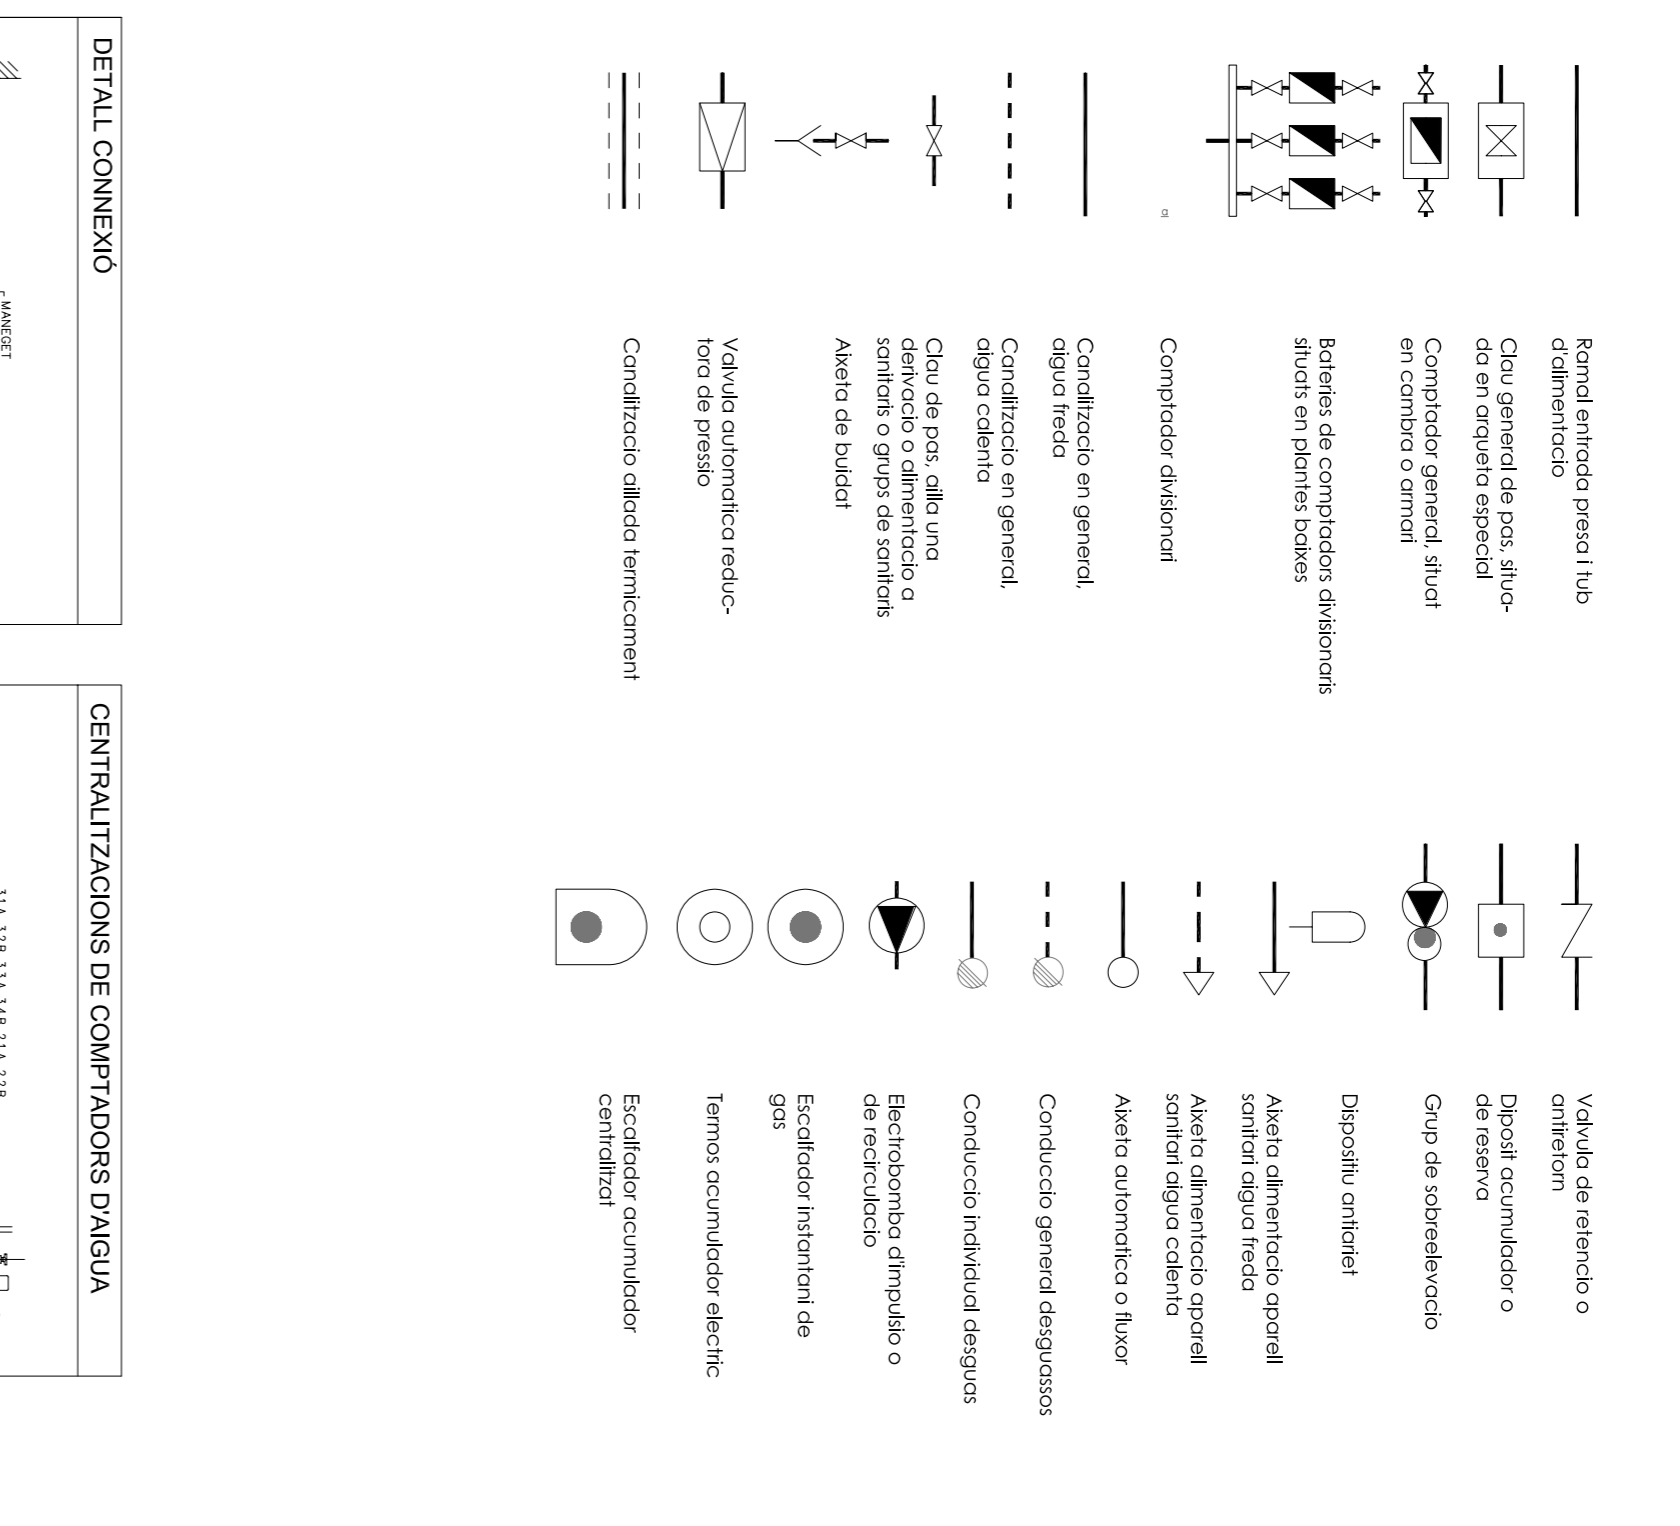 Ramal entrada presa i tub
d'alimentacio
Clau general de pas, situa-
da en arqueta especial
Comptador general, situat
en cambra o armari
Bateries de comptadors divisionaris
situats en plantes baixes
Comptador divisionari
Canalitzacio en general,
aigua freda
Canalitzacio en general,
aigua calenta
Clau de pas, ailla una
derivacio o alimentacio a
sanitaris o grups de sanitaris
Aixeta de buidat
Valvula automatica reduc-
tora de pressio
Canalitzacio aillada termicament
Valvula de retencio o
antiretorn
Diposit acumulador o
de reserva
Grup de sobreelevacio
Dispositiu antiariet
Aixeta alimentacio aparell
sanitari aigua freda
Aixeta alimentacio aparell
sanitari aigua calenta
Aixeta automatica o fluxor
Conduccio general desguassos
Conduccio individual desguas
Electrobomba d'impulsio o
de recirculacio
Escalfador instantani de
gas
Termos acumulador electric
Escalfador acumulador
centralitzat
DETALL CONNEXIÓ
MANEGET
CENTRALITZACIONS DE COMPTADORS D'AIGUA